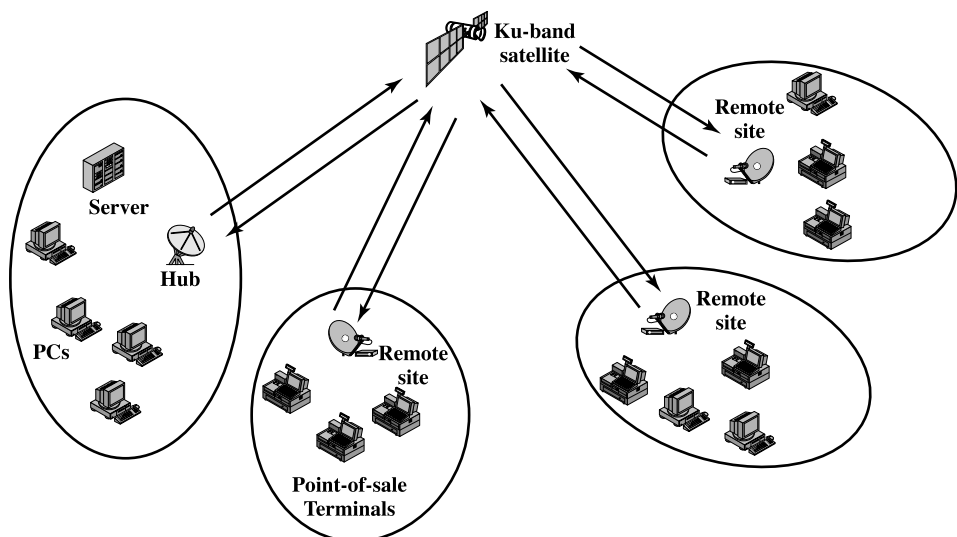 Ku-band
satellite
Remote
site
Server
Hub
PCs
Remote
site
Remote
site
Point-of-sale
Terminals